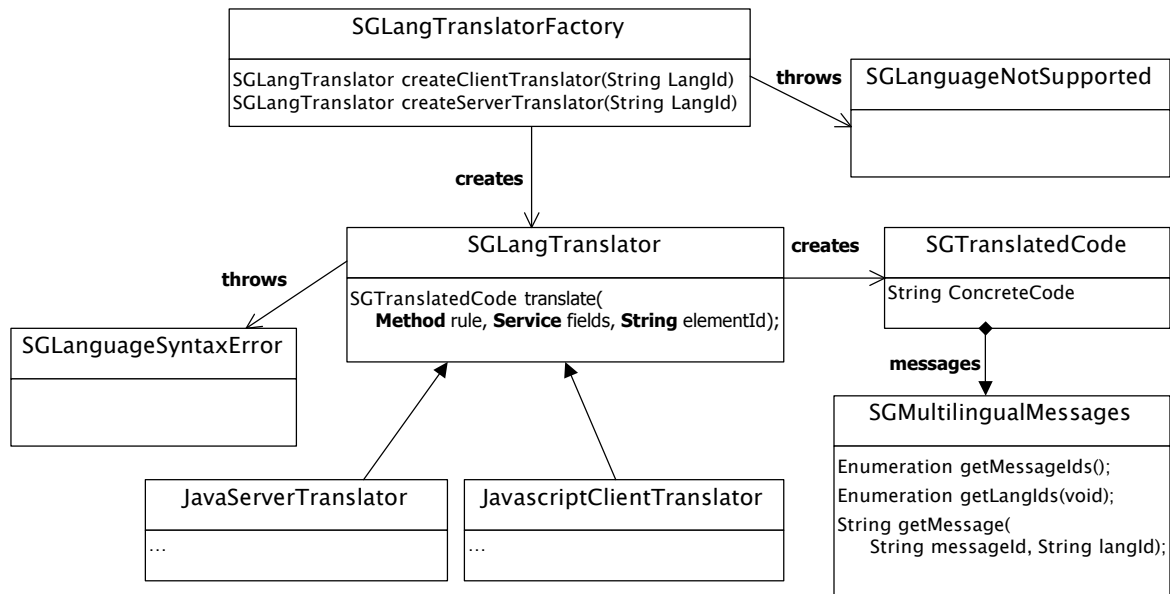 SGLangTranslatorFactory
SGLangTranslator createClientTranslator(String LangId)
SGLangTranslator createServerTranslator(String LangId)
throws
SGLanguageNotSupported
creates
SGLangTranslator
SGTranslatedCode translate(
Method rule, Service fields, String elementId);
creates
SGTranslatedCode
String ConcreteCode
throws
SGLanguageSyntaxError
messages
SGMultilingualMessages
Enumeration getMessageIds();
Enumeration getLangIds(void);
String getMessage(
String messageId, String langId);
JavaServerTranslator
...
JavascriptClientTranslator
...